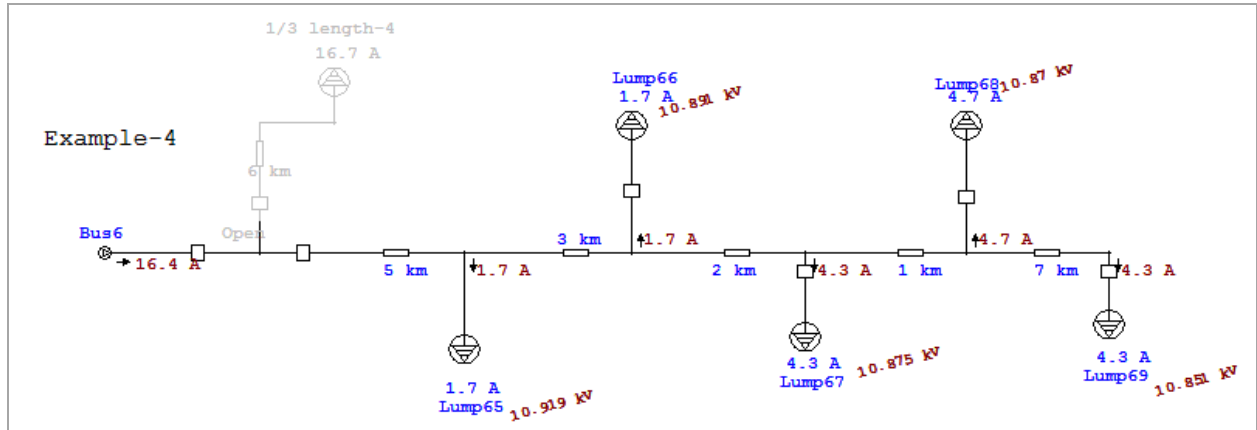 1/3 length-4
16.7 A
Example-4
6 km
Open
Bus6
16.4 A
5 km
1.7 A
1.7 A
Lump65
10.919 kV
3 km
Lump66
1.7 A
10.891 kV
1.7 A
2 km
4.3 A
4.3 A
Lump67
10.875 kV
1 km
Lump68
4.7 A
10.87 kV
4.7 A
7 km
4.3 A
4.3 A
Lump69
10.851 kV